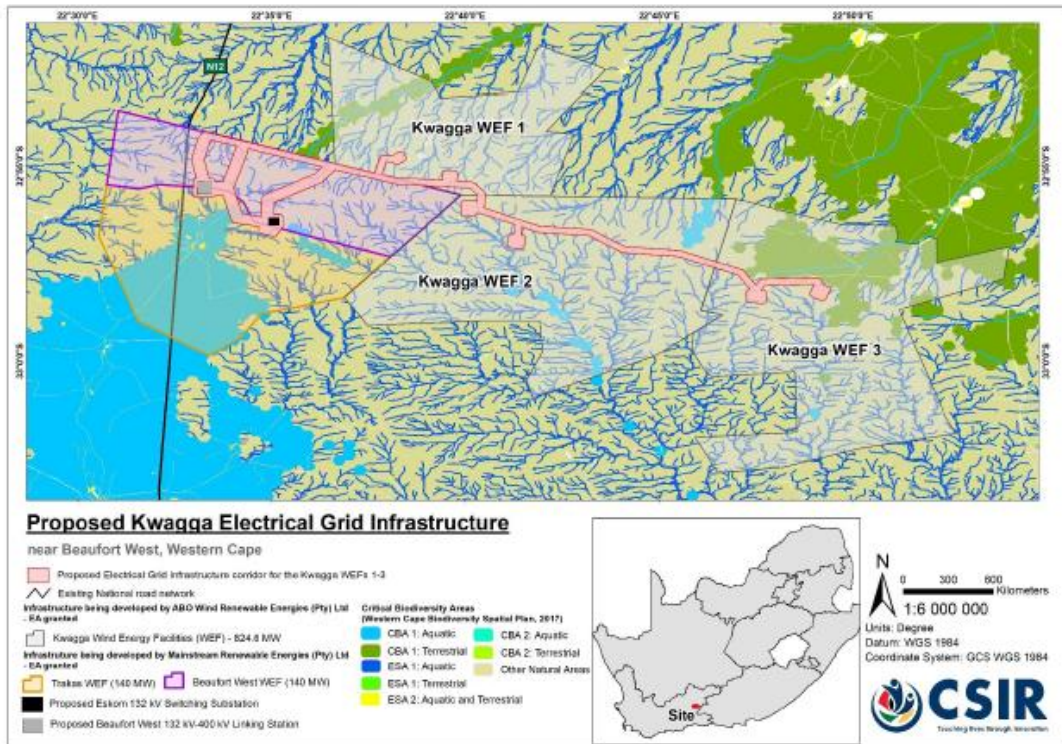 22°30'0"E 22°35'0"E 22°40'0"E 22°45'0"E 22°50'0"E
N12
Kwagga WEF 1
32°55'0"S 32°55'0"S
Kwagga WEF 2
Kwagga WEF 3
33°0'0"S 33°0'0"S
Proposed Kwagga Electrical Grid Infrastructure
near Beaufort West, Western Cape
Proposed Electrical Grid Infrastructure corridor for the Kwagga WEFs 1-3
Existing National road network
Infrastructure being developed by ABO Wind Renewable Energies (Pty) Ltd
- EA granted
Kwagga Wind Energy Facilities (WEF) - 824.8 MW
Infrastructure being developed by Mainstream Renewable Energies (Pty) Ltd
- EA granted
Trakas WEF (140 MW) Beaufort West WEF (140 MW)
Proposed Eskom 132 kV Switching Substation
Proposed Beaufort West 132 kV-400 kV Linking Station
Critical Biodiversity Areas
(Western Cape Biodiversity Spatial Plan, 2017)
CBA 1: Aquatic CBA 2: Aquatic
CBA 1: Terrestrial CBA 2: Terrestrial
ESA 1: Aquatic Other Natural Areas
ESA 1: Terrestrial
ESA 2: Aquatic and Terrestrial
Site
N
0 300 600
Kilometers
1:6 000 000
Units: Degree
Datum: WGS 1984
Coordinate System: GCS WGS 1984
CSIR
Touching lives through innovation